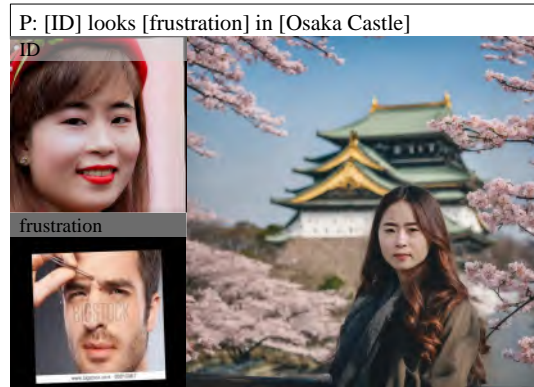 P: [ID] looks [frustration] in [Osaka Castle]
ID
frustration
BIGSTOCK